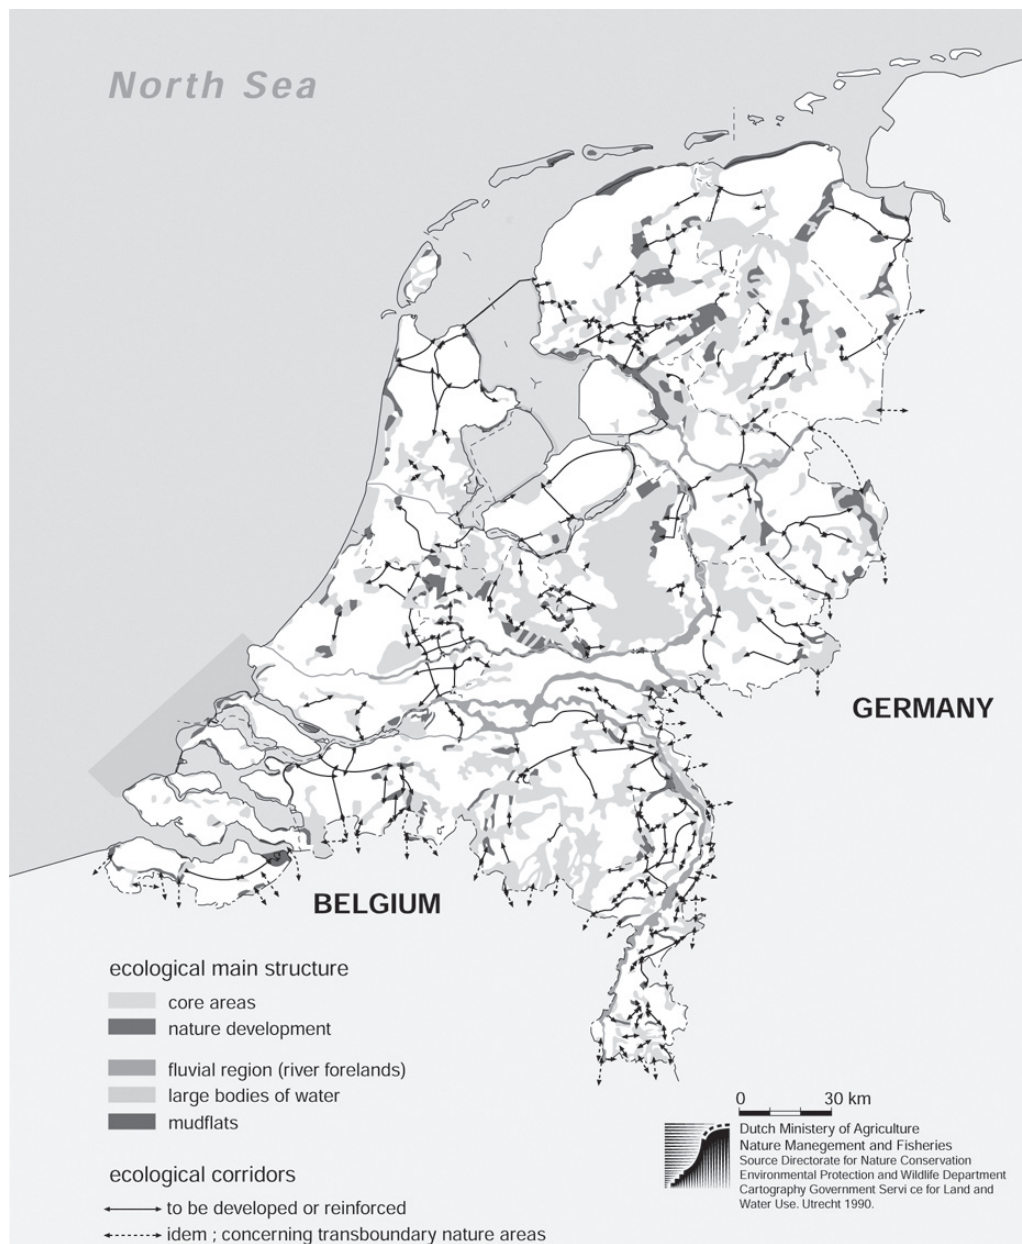 North Sea
GERMANY
BELGIUM
ecological main structure
core areas
nature development
fluvial region (river forelands)
large bodies of water
mudflats
ecological corridors
to be developed or reinforced
idem ; concerning transboundary nature areas
0 30 km
Dutch Ministry of Agriculture
Nature Manegement and Fisheries
Source Directorate for Nature Conservation
Environmental Protection and Wildlife Department
Cartography Government Servi ce for Land and
Water Use. Utrecht 1990.